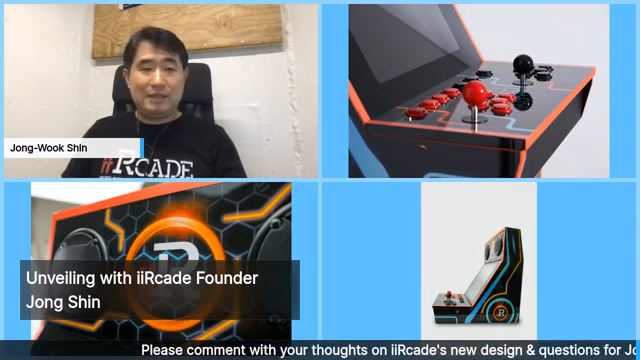 Jong-Wook Shin
iiRCADE
R
Unveiling with iiRcade Founder
Jong Shin
R
Please comment with your thoughts on iiRcade's new design & questions for Jo